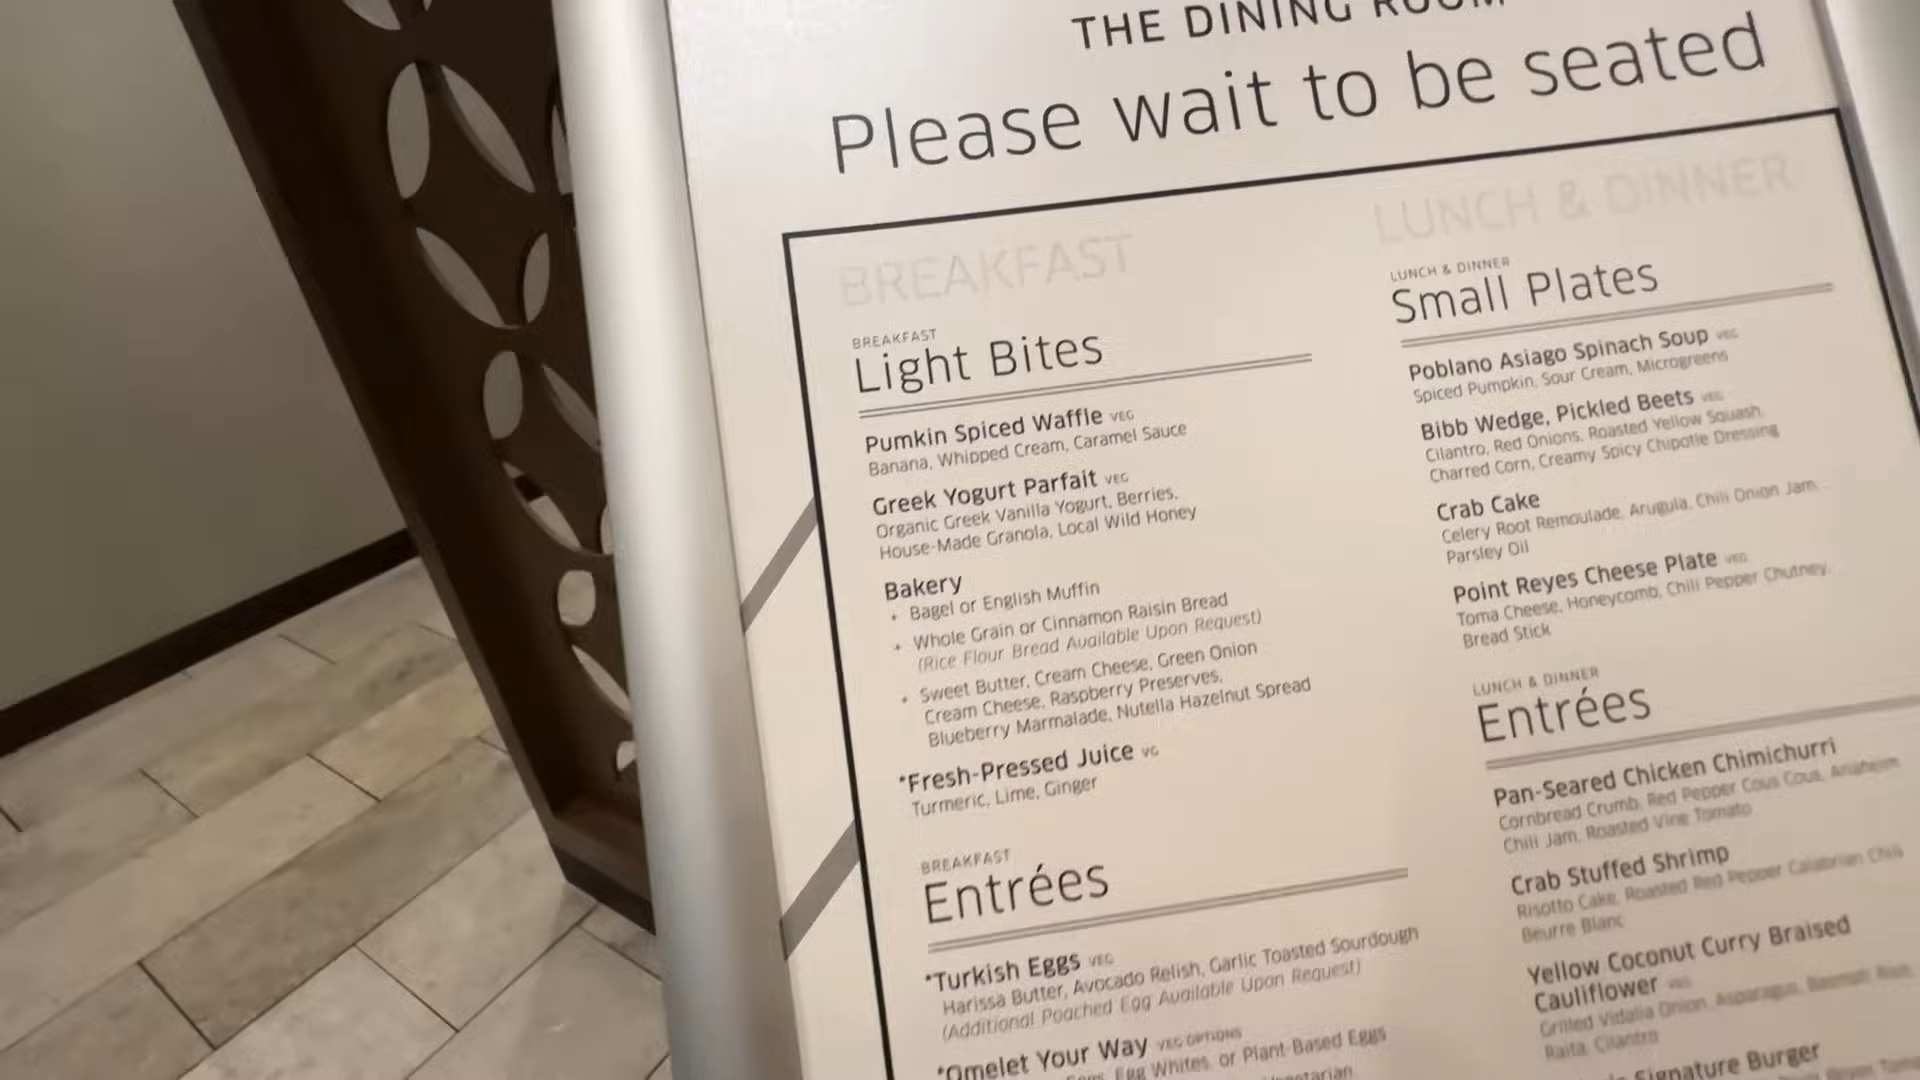 THE DINING ROOM
Please wait to be seated
BREAKFAST
BREAKFAST
Light Bites
Pumkin Spiced Waffle VEG
Banana, Whipped Cream, Caramel Sauce
Greek Yogurt Parfait VEG
Organic Greek Vanilla Yogurt, Berries,
House-Made Granola, Local Wild Honey
Bakery
• Bagel or English Muffin
• Whole Grain or Cinnamon Raisin Bread
(Rice Flour Bread Available Upon Request)
• Sweet Butter, Cream Cheese, Green Onion
Cream Cheese, Raspberry Preserves,
Blueberry Marmalade, Nutella Hazelnut Spread
*Fresh-Pressed Juice VG
Turmeric, Lime, Ginger
BREAKFAST
Entrées
*Turkish Eggs VEG
Harissa Butter, Avocado Relish, Garlic Toasted Sourdough
(Additional Poached Egg Available Upon Request)
*Omelet Your Way VEG OPTIONS
Egg Whites, or Plant-Based Eggs
LUNCH & DINNER
LUNCH & DINNER
Small Plates
Poblano Asiago Spinach Soup VEG
Spiced Pumpkin, Sour Cream, Microgreens
Bibb Wedge, Pickled Beets VEG
Cilantro, Red Onions, Roasted Yellow Squash,
Charred Corn, Creamy Spicy Chipotle Dressing
Crab Cake
Celery Root Remoulade, Arugula, Chili Onion Jam,
Parsley Oil
Point Reyes Cheese Plate VEG
Toma Cheese, Honeycomb, Chili Pepper Chutney,
Bread Stick
LUNCH & DINNER
Entrées
Pan-Seared Chicken Chimichurri
Cornbread Crumb, Red Pepper Cous Cous, Anaheim
Chili Jam, Roasted Vine Tomato
Crab Stuffed Shrimp
Risotto Cake, Roasted Red Pepper Calabrian Chili
Beurre Blanc
Yellow Coconut Curry Braised
Cauliflower VEG
Grilled Vidalia Onion, Asparagus, Basmati Rice,
Raita, Cilantro
Signature Burger